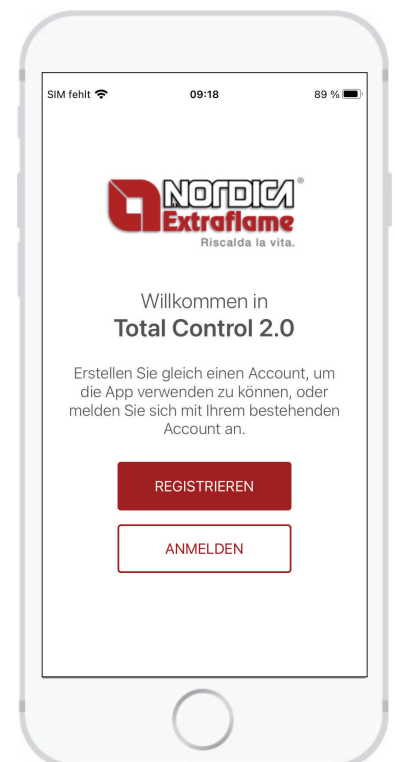 SIM fehlt 09:18 89 %
NORDICA®
Extraflame
Riscalda la vita.
Willkommen in
Total Control 2.0
Erstellen Sie gleich einen Account, um
die App verwenden zu können, oder
melden Sie sich mit Ihrem bestehenden
Account an.
REGISTRIEREN
ANMELDEN